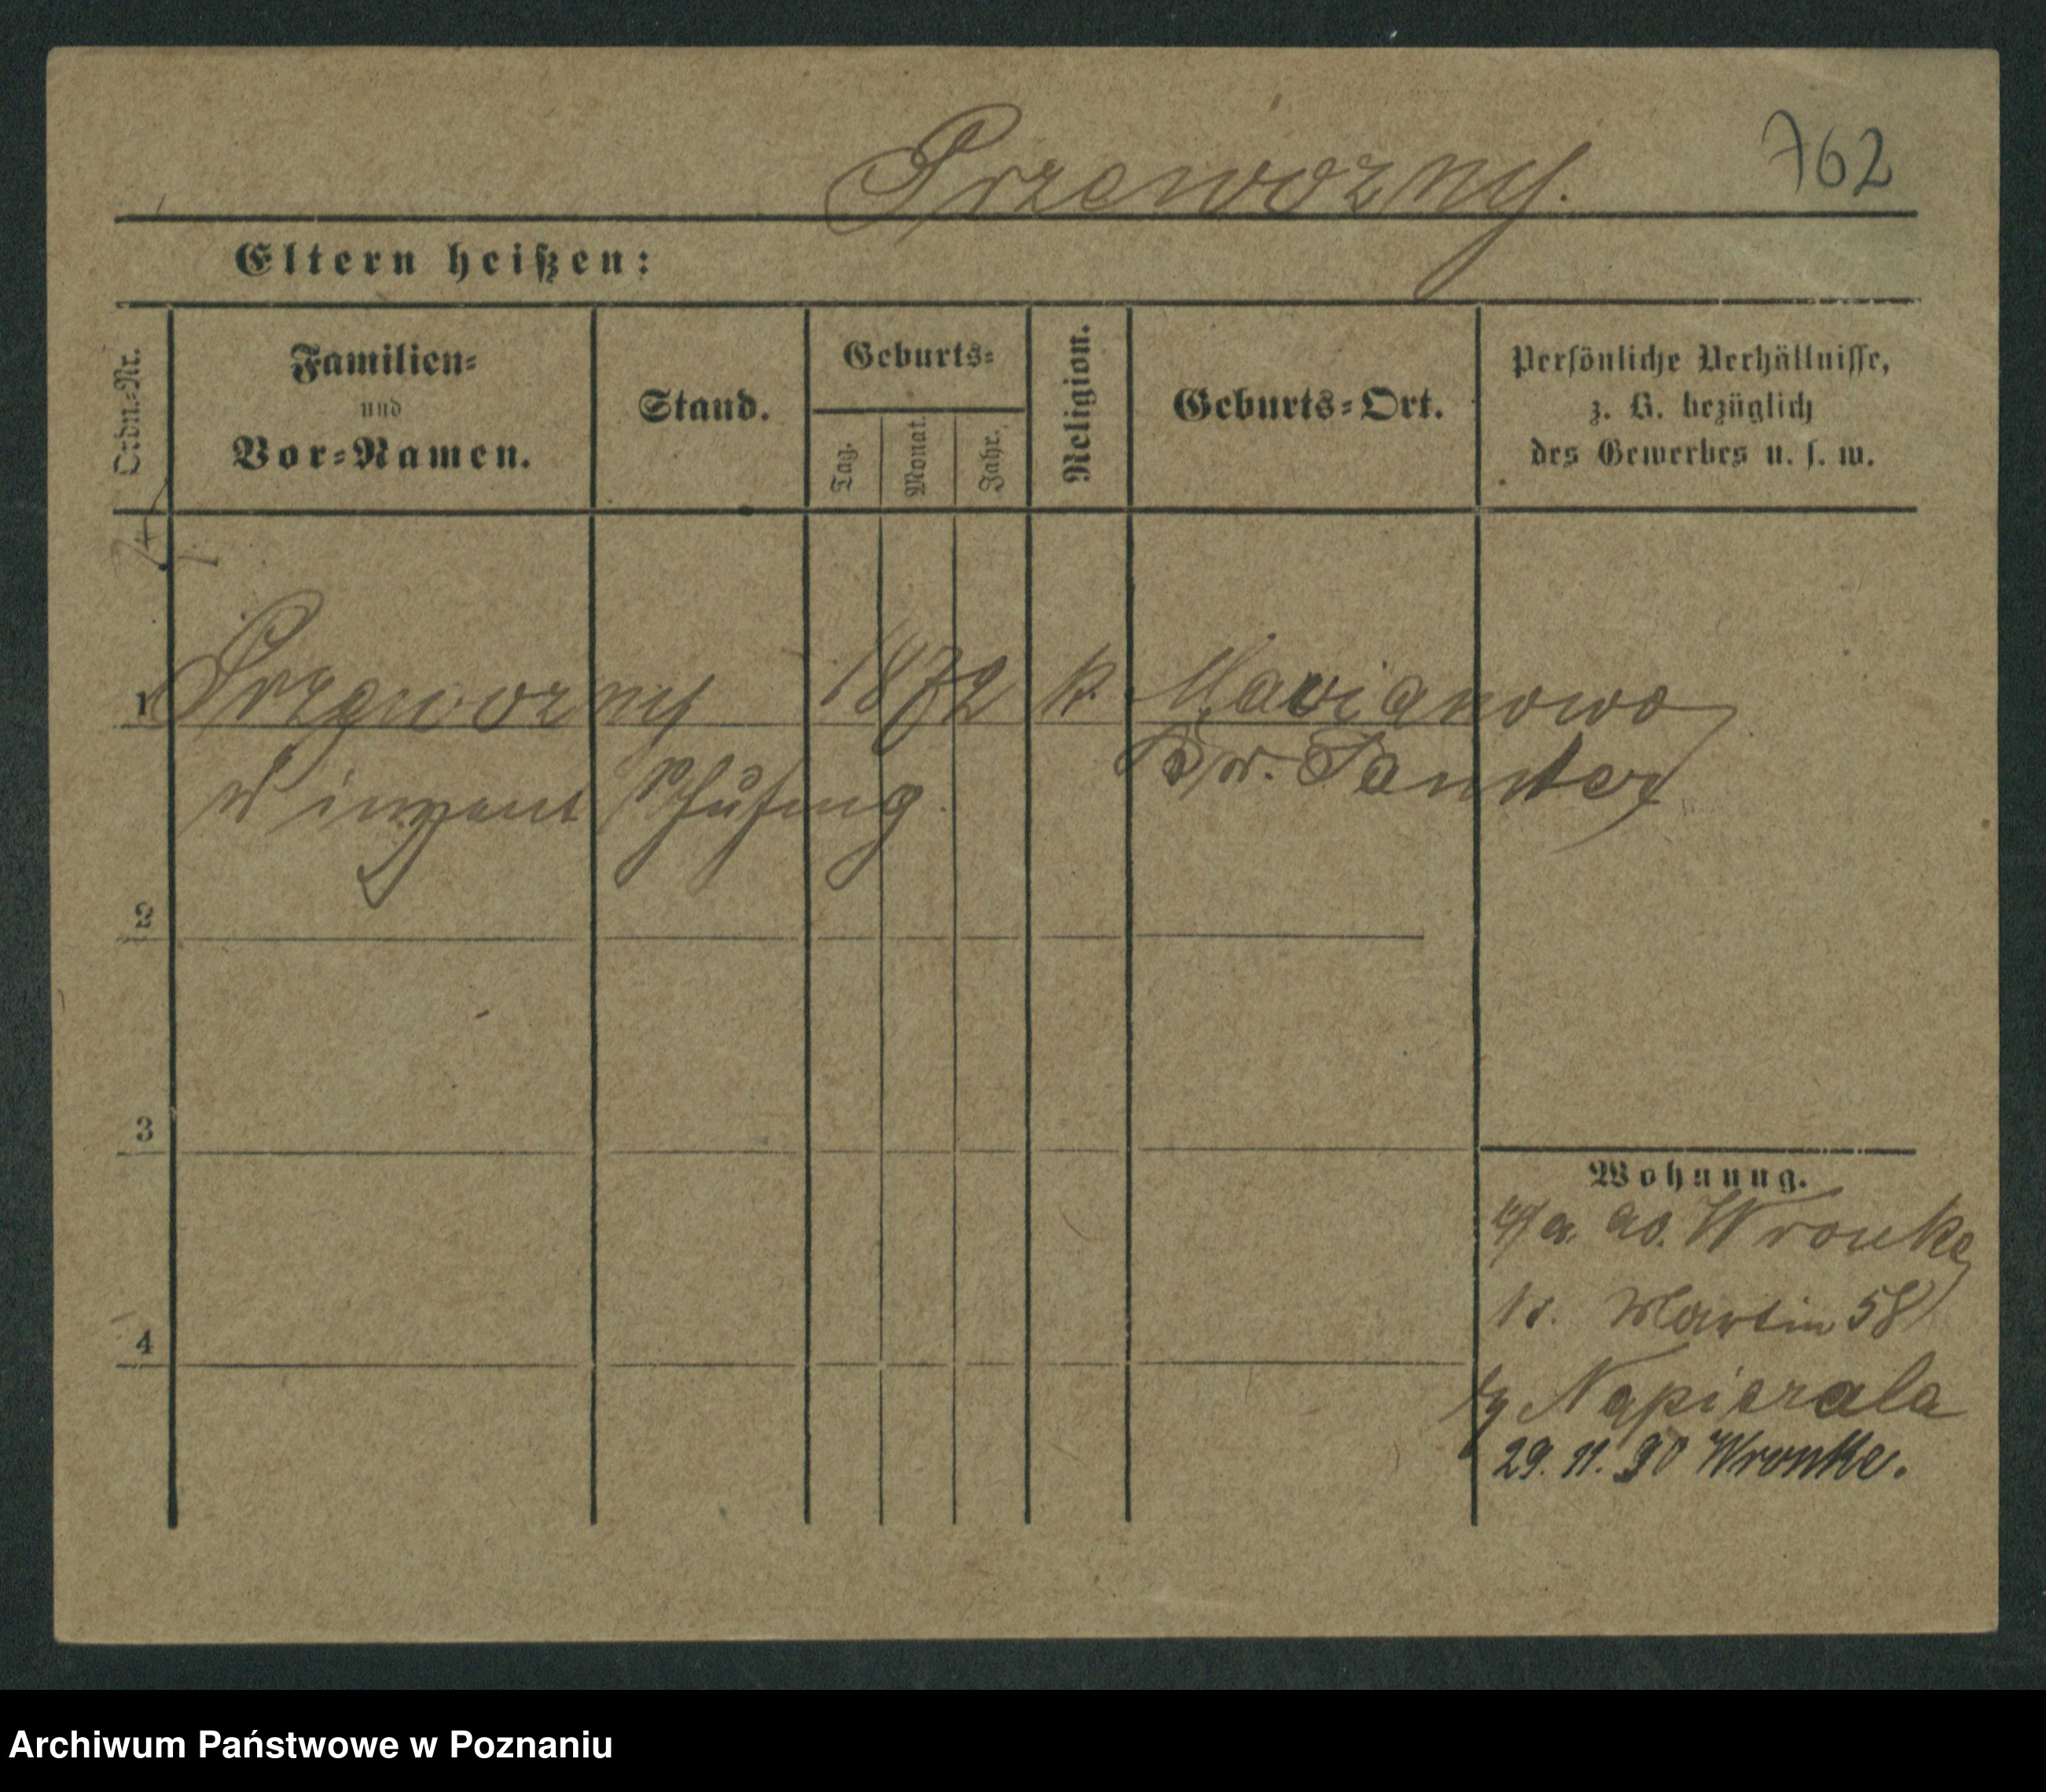 Przewozny.
762
Eltern heißen:
Ordn.-Nr.
Familien-
und
Vor-Namen.
Stand.
Geburts-
Tag.
Monat.
Jahr.
Religion.
Geburts-Ort.
Persönliche Verhältnisse,
z. B. bezüglich
des Gewerbes u. s. w.
1 Przewozny 1872 k. Marianowo
Kr. Samter
Vinzent
2
3
4
Wohnung.
Wronke
Martin 58
Napierala
29. 11. 90 Wronke.
Archiwum Państwowe w Poznaniu